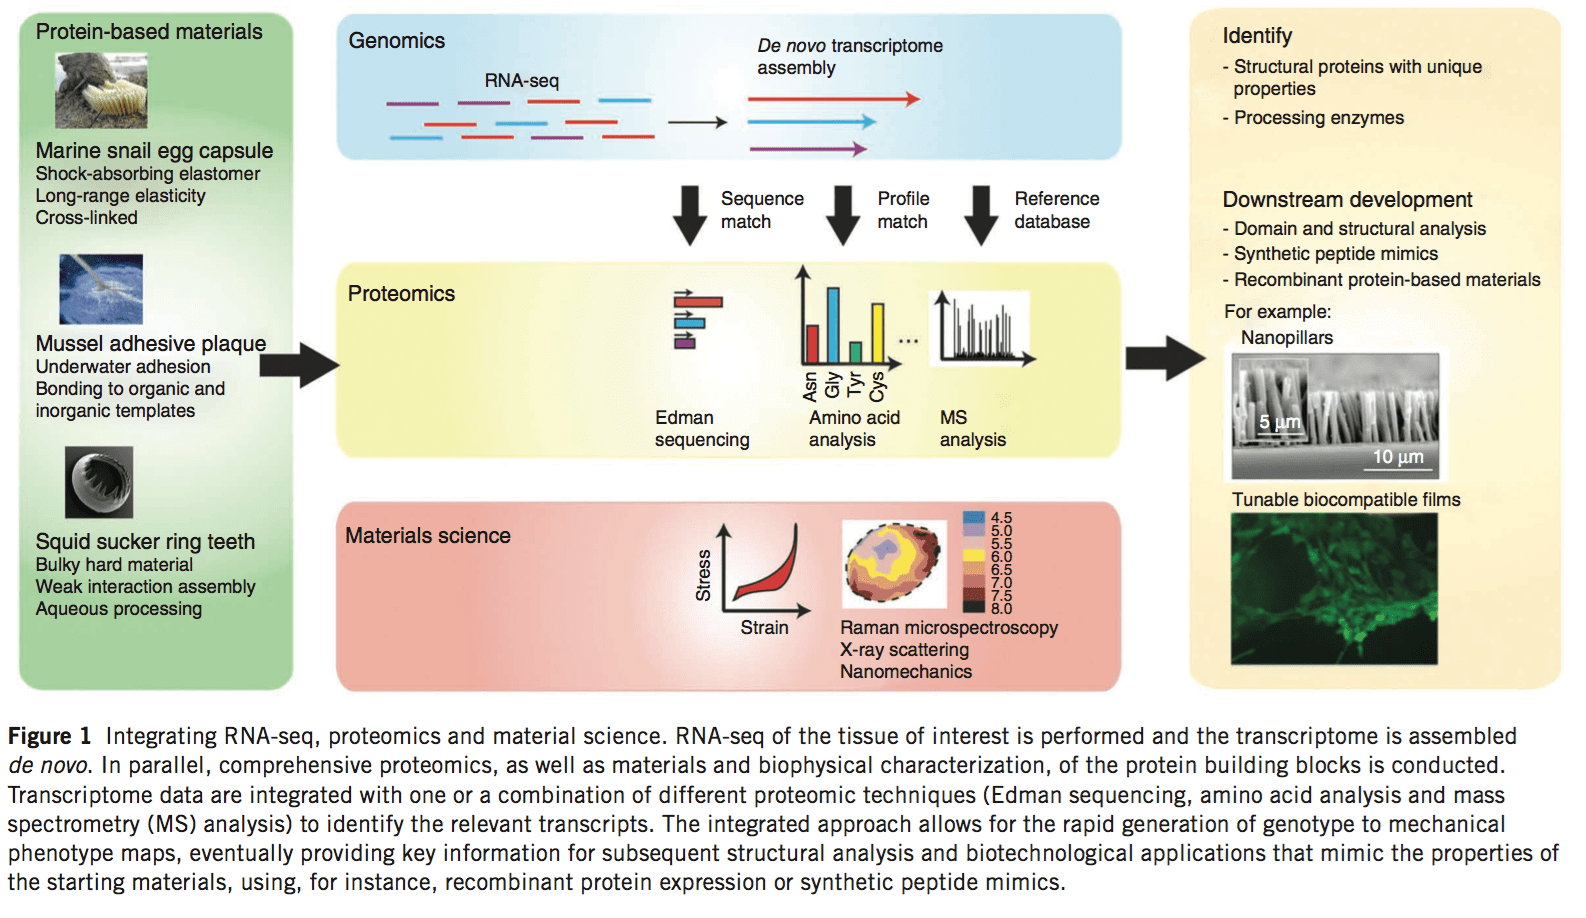 Protein-based materials
Marine snail egg capsule
Shock-absorbing elastomer
Long-range elasticity
Cross-linked
Mussel adhesive plaque
Underwater adhesion
Bonding to organic and
inorganic templates
Squid sucker ring teeth
Bulky hard material
Weak interaction assembly
Aqueous processing
Genomics
RNA-seq
De novo transcriptome
assembly
Sequence
match
Profile
match
Reference
database
Proteomics
Edman
sequencing
Asn
Gly
Tyr
Cys
...
Amino acid
analysis
MS
analysis
Materials science
Stress
Strain
4.5
5.0
5.5
6.0
6.5
7.0
7.5
8.0
Raman microspectroscopy
X-ray scattering
Nanomechanics
Identify
- Structural proteins with unique
properties
- Processing enzymes
Downstream development
- Domain and structural analysis
- Synthetic peptide mimics
- Recombinant protein-based materials
For example:
Nanopillars
5 µm
10 µm
Tunable biocompatible films
Figure 1 Integrating RNA-seq, proteomics and material science. RNA-seq of the tissue of interest is performed and the transcriptome is assembled
de novo. In parallel, comprehensive proteomics, as well as materials and biophysical characterization, of the protein building blocks is conducted.
Transcriptome data are integrated with one or a combination of different proteomic techniques (Edman sequencing, amino acid analysis and mass
spectrometry (MS) analysis) to identify the relevant transcripts. The integrated approach allows for the rapid generation of genotype to mechanical
phenotype maps, eventually providing key information for subsequent structural analysis and biotechnological applications that mimic the properties of
the starting materials, using, for instance, recombinant protein expression or synthetic peptide mimics.